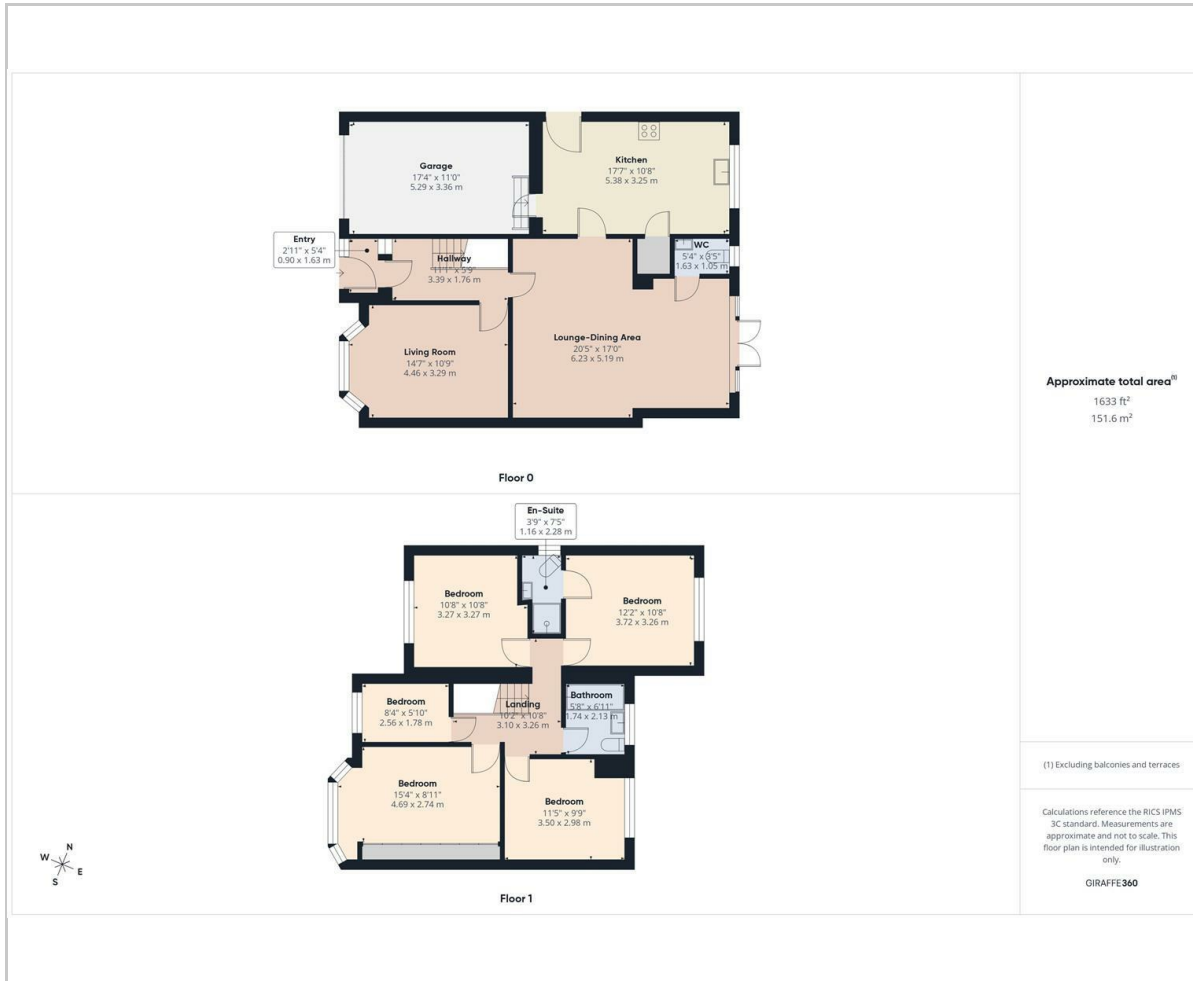 Garage
17'4" x 11'0"
5.29 x 3.36 m
Kitchen
17'7" x 10'8"
5.38 x 3.25 m
Entry
2'11" x 5'4"
0.90 x 1.63 m
Hallway
11'1" x 5'9"
3.39 x 1.76 m
WC
5'4" x 3'5"
1.63 x 1.05 m
Living Room
14'7" x 10'9"
4.46 x 3.29 m
Lounge-Dining Area
20'5" x 17'0"
6.23 x 5.19 m
Floor 0
En-Suite
3'9" x 7'5"
1.16 x 2.28 m
Bedroom
10'8" x 10'8"
3.27 x 3.27 m
Bedroom
12'2" x 10'8"
3.72 x 3.26 m
Bedroom
8'4" x 5'10"
2.56 x 1.78 m
Landing
10'2" x 10'8"
3.10 x 3.26 m
Bathroom
5'8" x 6'11"
1.74 x 2.13 m
Bedroom
15'4" x 8'11"
4.69 x 2.74 m
Bedroom
11'5" x 9'9"
3.50 x 2.98 m
N
W
E
S
Floor 1
Approximate total area(1)
1633 ft²
151.6 m²
(1) Excluding balconies and terraces
Calculations reference the RICS IPMS
3C standard. Measurements are
approximate and not to scale. This
floor plan is intended for illustration
only.
GIRAFFE360